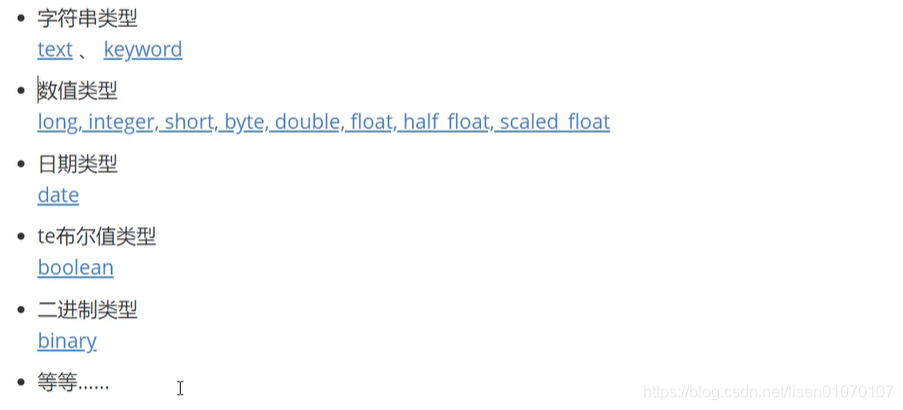 字符串类型
text 、 keyword
数值类型
long, integer, short, byte, double, float, half_float, scaled_float
日期类型
date
te布尔值类型
boolean
二进制类型
binary
等等......
https://blog.csdn.net/lisen01070107